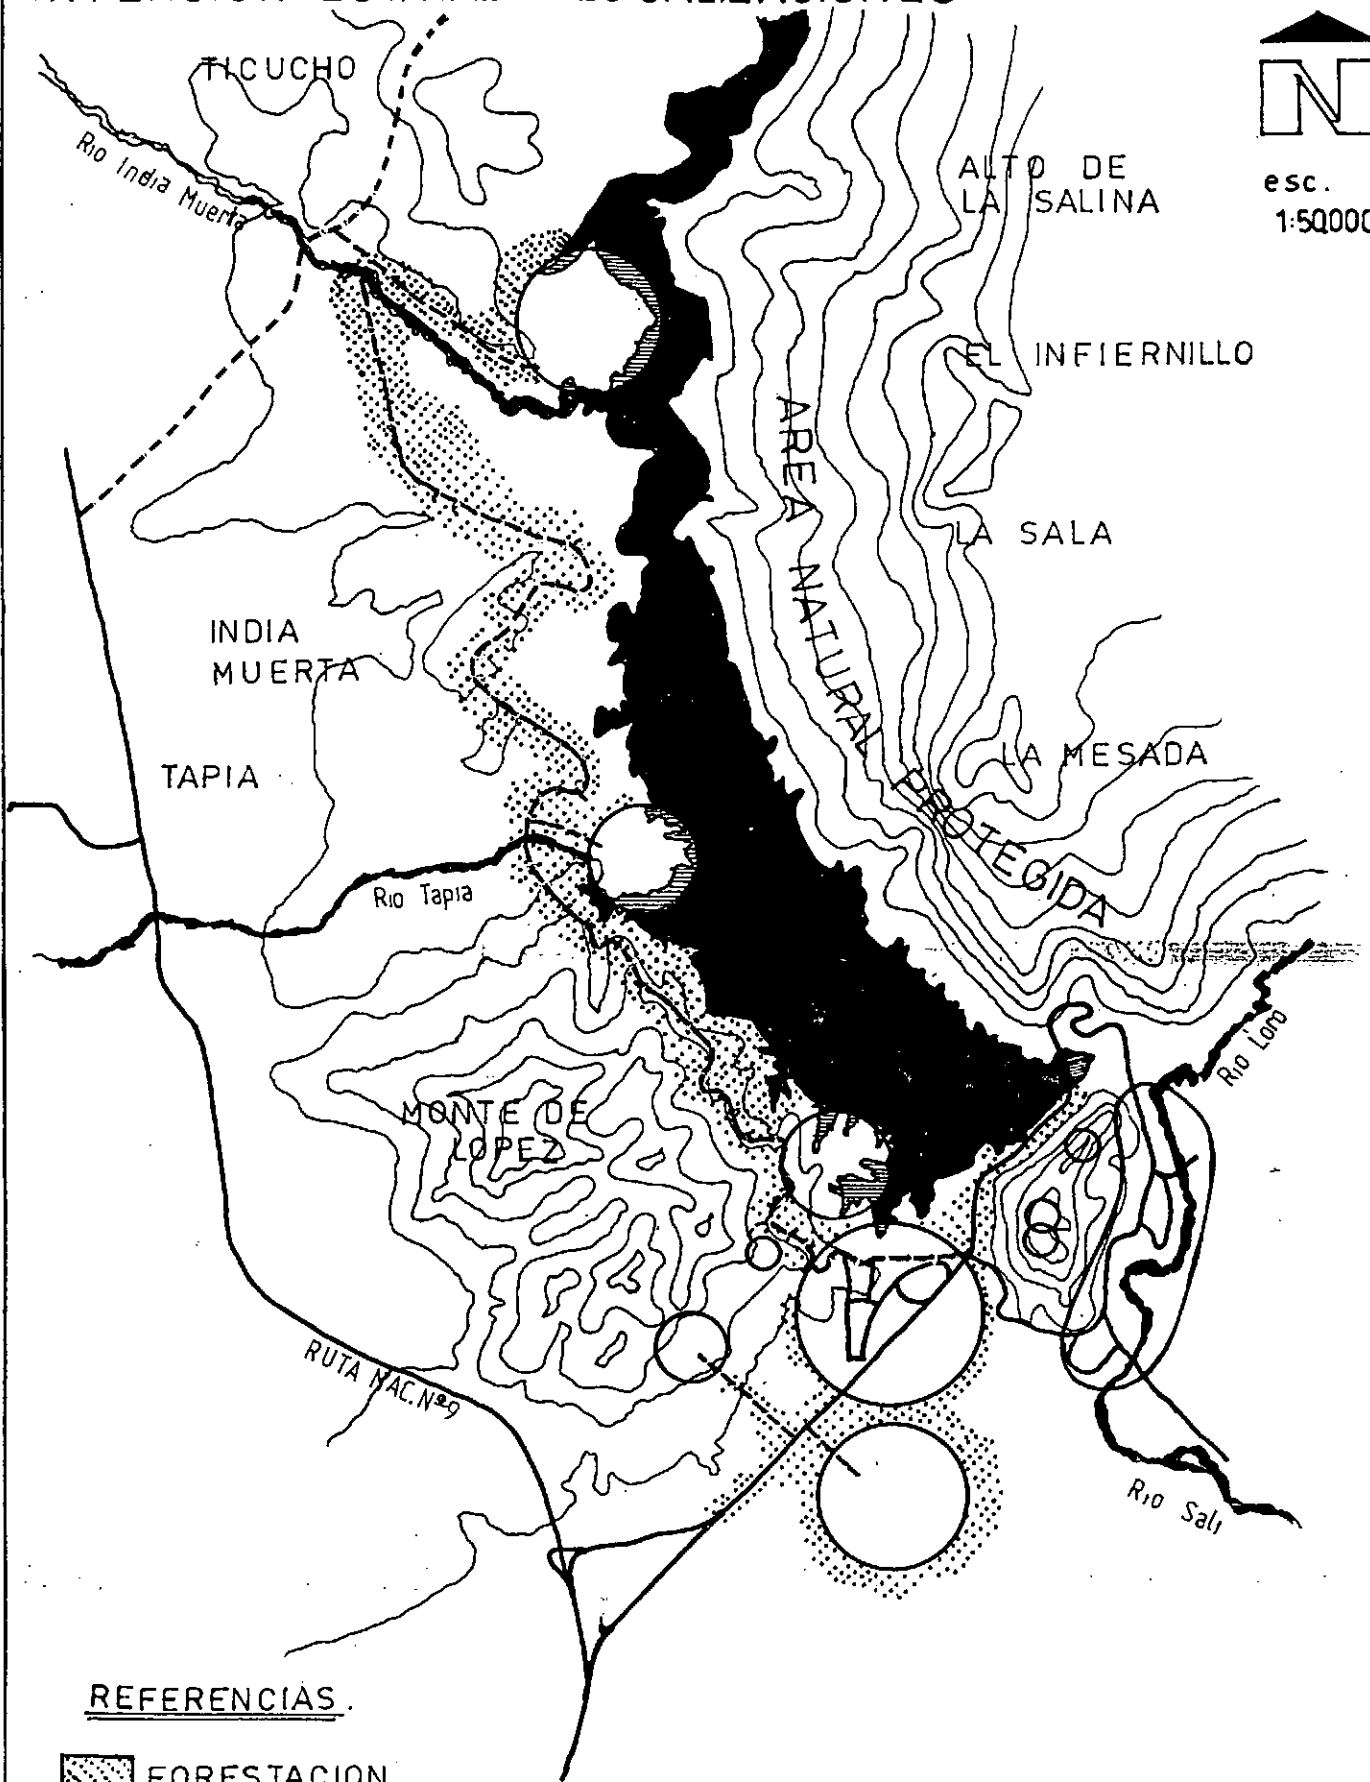 TICUCHO
N
Rio India Muerta
ALTO DE
LA SALINA
esc.
1:50000
EL INFIERNILLO
AREA NATURAL PROTEGIDA
LA SALA
INDIA
MUERTA
TAPIA
LA MESADA
Rio Tapia
Rio Loro
MONTE DE
LOPEZ
RUTA NAC. Nº9
Rio Sali
REFERENCIAS.
FORESTACION